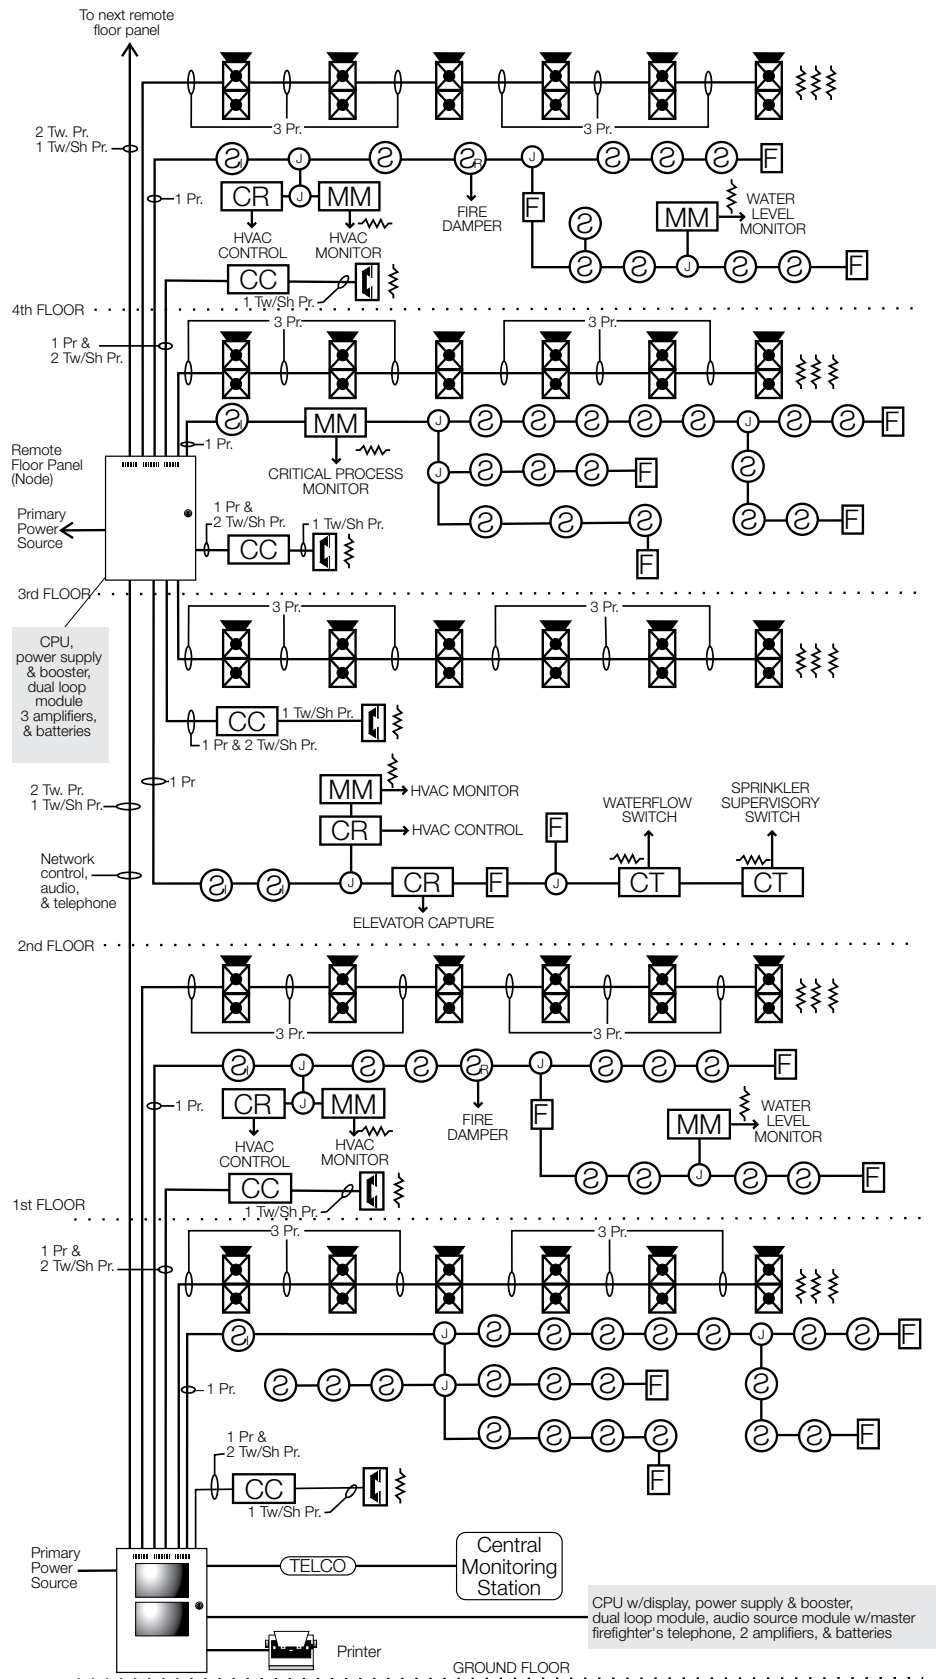 To next remote
floor panel
3 Pr.
3 Pr.
2 Tw. Pr.
1 Tw/Sh Pr.
S I
J
S
S R
J
S
S
S
F
1 Pr.
CR
J
MM
FIRE
DAMPER
F
S
MM
WATER
LEVEL
MONITOR
HVAC
CONTROL
HVAC
MONITOR
S
S
J
S
S
F
CC
1 Tw/Sh Pr.
4th FLOOR
3 Pr.
3 Pr.
1 Pr &
2 Tw/Sh Pr.
S I
MM
J
S
S
S
S
S
J
S
S
F
1 Pr.
Remote
Floor Panel
(Node)
CRITICAL PROCESS
MONITOR
J
S
S
S
F
S
Primary
Power
Source
1 Pr &
2 Tw/Sh Pr.
1 Tw/Sh Pr.
CC
S
S
S
S
S
F
F
3rd FLOOR
3 Pr.
3 Pr.
CPU,
power supply
& booster,
dual loop
module
3 amplifiers,
& batteries
CC
1 Tw/Sh Pr.
1 Pr & 2 Tw/Sh Pr.
1 Pr
2 Tw. Pr.
1 Tw/Sh Pr.
MM
HVAC MONITOR
CR
HVAC CONTROL
F
WATERFLOW
SWITCH
SPRINKLER
SUPERVISORY
SWITCH
Network
control,
audio,
& telephone
S I
S I
J
CR
F
J
CT
CT
ELEVATOR CAPTURE
2nd FLOOR
3 Pr.
3 Pr.
S I
J
S
S
S R
J
S
S
S
F
1 Pr.
CR
J
MM
FIRE
DAMPER
F
MM
WATER
LEVEL
MONITOR
HVAC
CONTROL
HVAC
MONITOR
S
S
J
S
S
F
CC
1 Tw/Sh Pr.
1st FLOOR
3 Pr.
3 Pr.
1 Pr &
2 Tw/Sh Pr.
S I
J
S
S
S
S
S
J
S
S
F
1 Pr.
S
S
S
J
S
S
S
F
S
S
S
S
S
S
S
F
F
1 Pr &
2 Tw/Sh Pr.
CC
1 Tw/Sh Pr.
Primary
Power
Source
TELCO
Central
Monitoring
Station
CPU w/display, power supply & booster,
dual loop module, audio source module w/master
firefighter's telephone, 2 amplifiers, & batteries
Printer
GROUND FLOOR